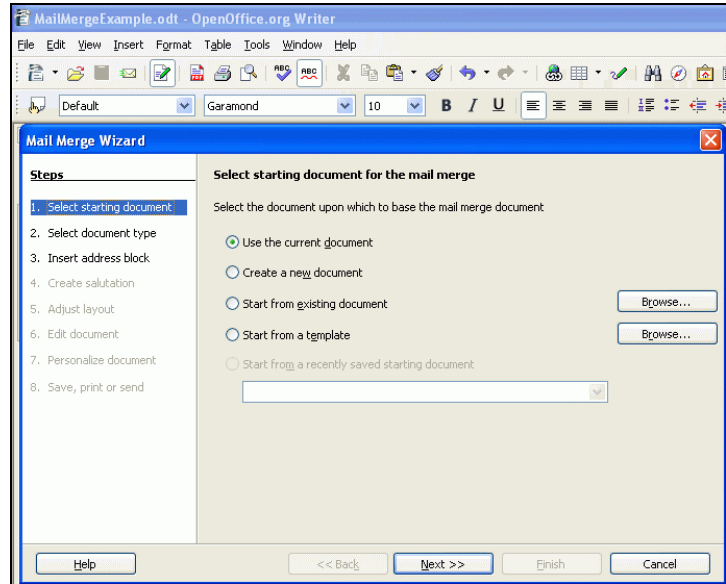 MailMergeExample.odt - OpenOffice.org Writer
File Edit View Insert Format Table Tools Window Help
ABC ABC
Default Garamond 10 B I U
Mail Merge Wizard
Steps
1. Select starting document
2. Select document type
3. Insert address block
4. Create salutation
5. Adjust layout
6. Edit document
7. Personalize document
8. Save, print or send
Select starting document for the mail merge
Select the document upon which to base the mail merge document
Use the current document
Create a new document
Start from existing document Browse...
Start from a template Browse...
Start from a recently saved starting document
Help << Back Next >> Finish Cancel